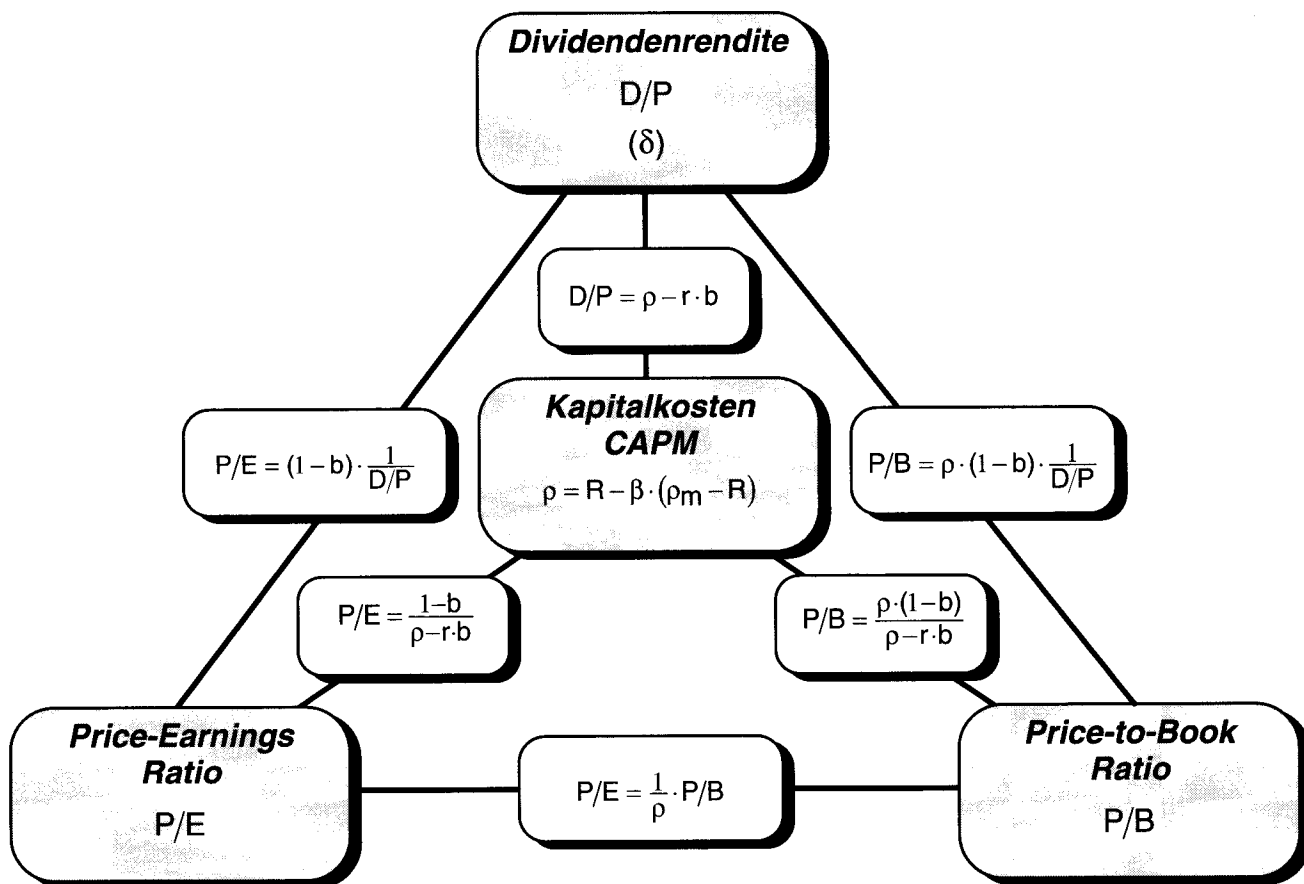 Dividendenrendite
D/P
(δ)
D/P = ρ − r · b
Kapitalkosten
CAPM
ρ = R − β · (ρm − R)
P/E = (1 − b) · 1/D/P
P/B = ρ · (1 − b) · 1/D/P
P/E = 1−b/ρ−r·b
P/B = ρ·(1−b)/ρ−r·b
Price-Earnings
Ratio
P/E
P/E = 1/ρ · P/B
Price-to-Book
Ratio
P/B